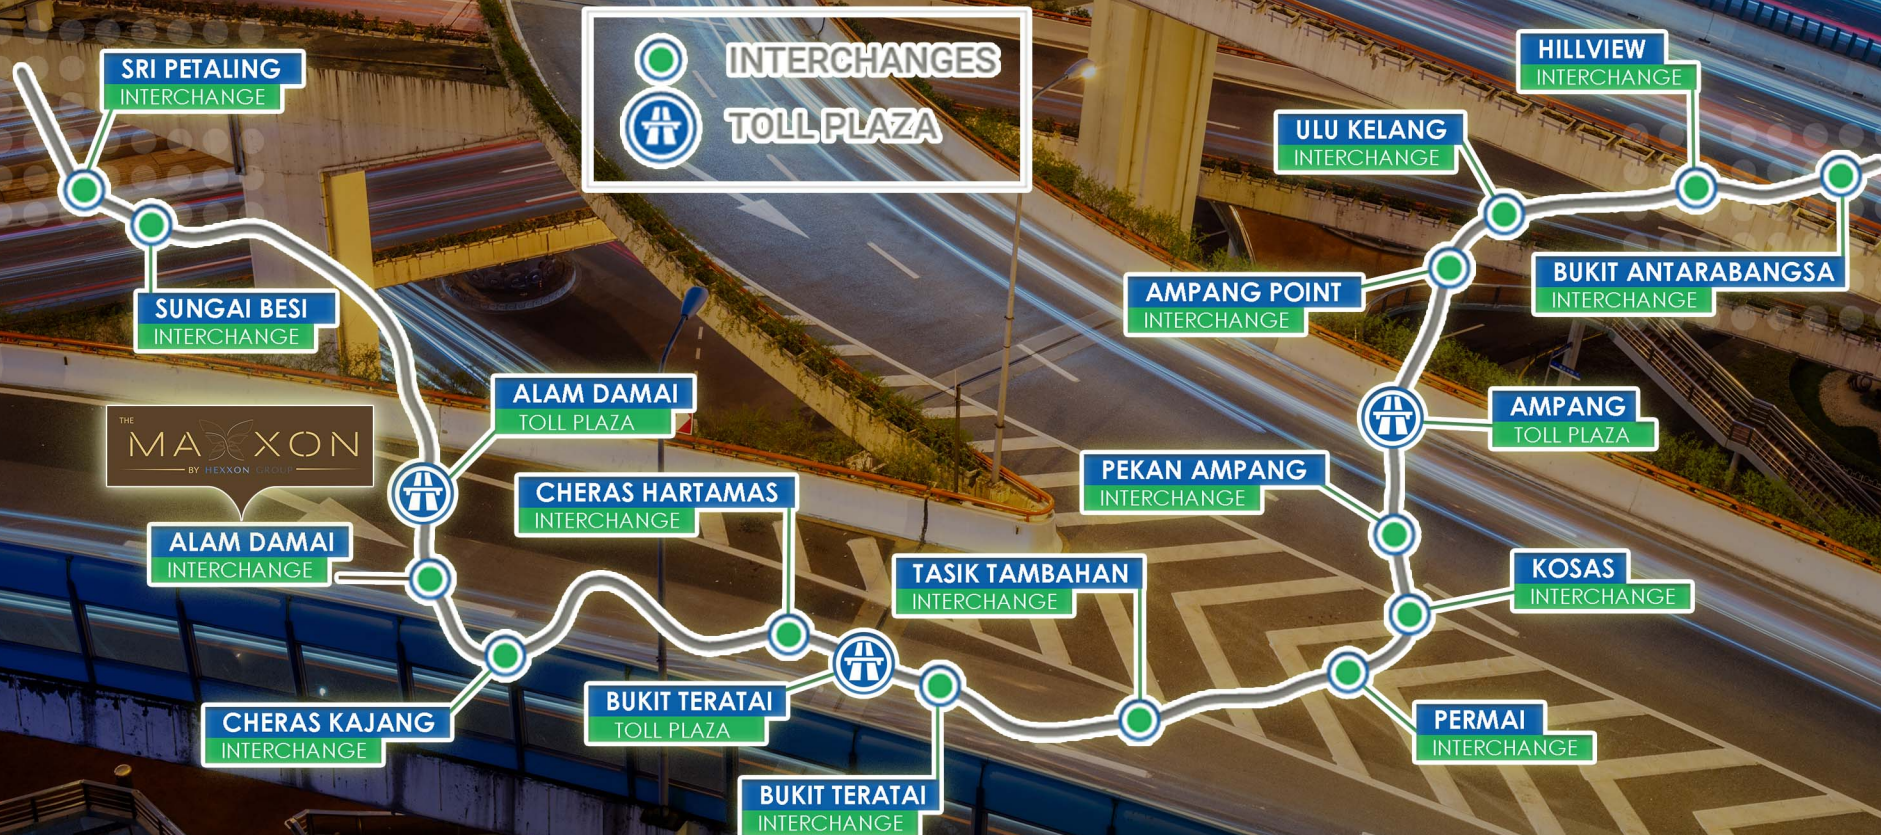 INTERCHANGES
TOLL PLAZA
SRI PETALING
INTERCHANGE
SUNGAI BESI
INTERCHANGE
ALAM DAMAI
TOLL PLAZA
THE
MAXXON
BY HEXXON GROUP
ALAM DAMAI
INTERCHANGE
CHERAS KAJANG
INTERCHANGE
CHERAS HARTAMAS
INTERCHANGE
BUKIT TERATAI
TOLL PLAZA
BUKIT TERATAI
INTERCHANGE
TASIK TAMBAHAN
INTERCHANGE
PERMAI
INTERCHANGE
KOSAS
INTERCHANGE
PEKAN AMPANG
INTERCHANGE
AMPANG
TOLL PLAZA
AMPANG POINT
INTERCHANGE
ULU KELANG
INTERCHANGE
HILLVIEW
INTERCHANGE
BUKIT ANTARABANGSA
INTERCHANGE